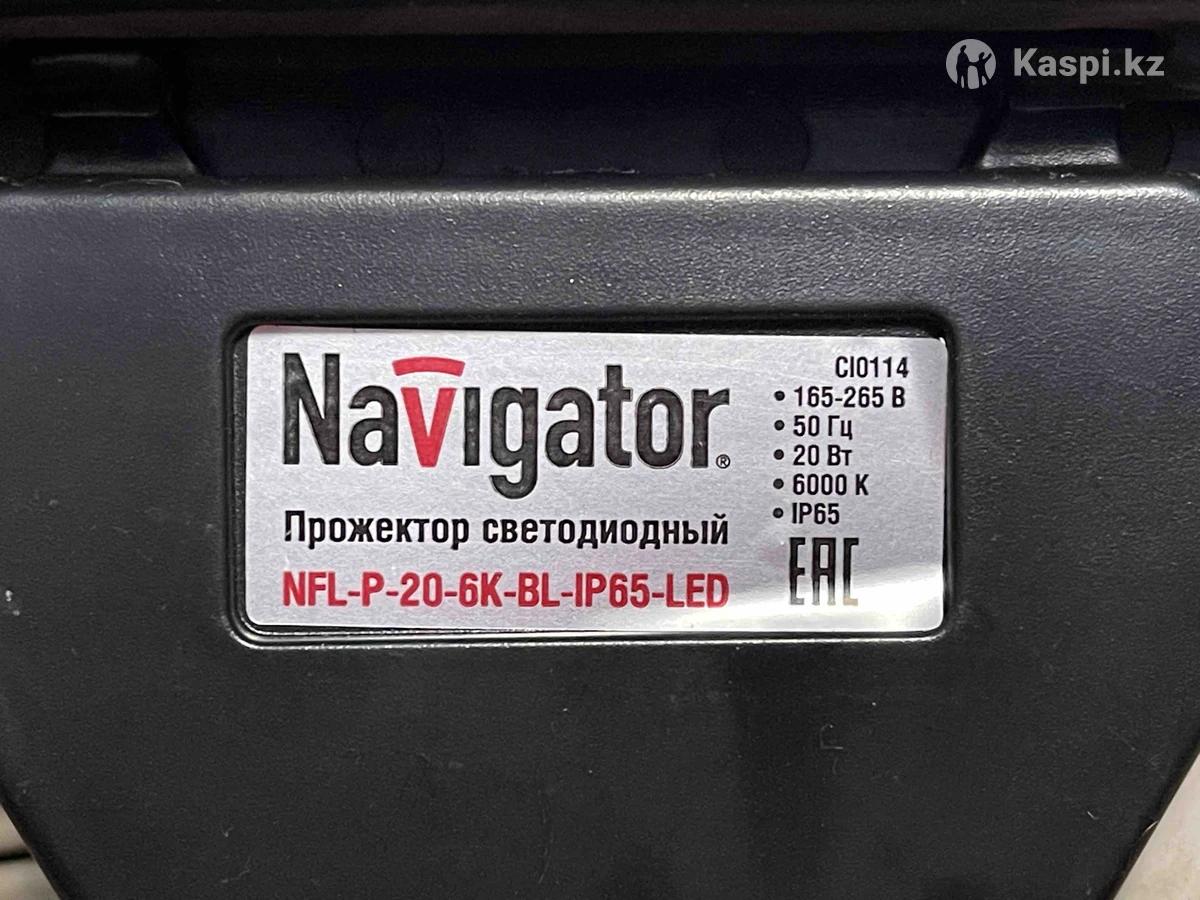 Kaspi.kz
Navigator®
Прожектор светодиодный
NFL-P-20-6K-BL-IP65-LED
CI0114
• 165-265 В
• 50 Гц
• 20 Вт
• 6000 К
• IP65
EAC